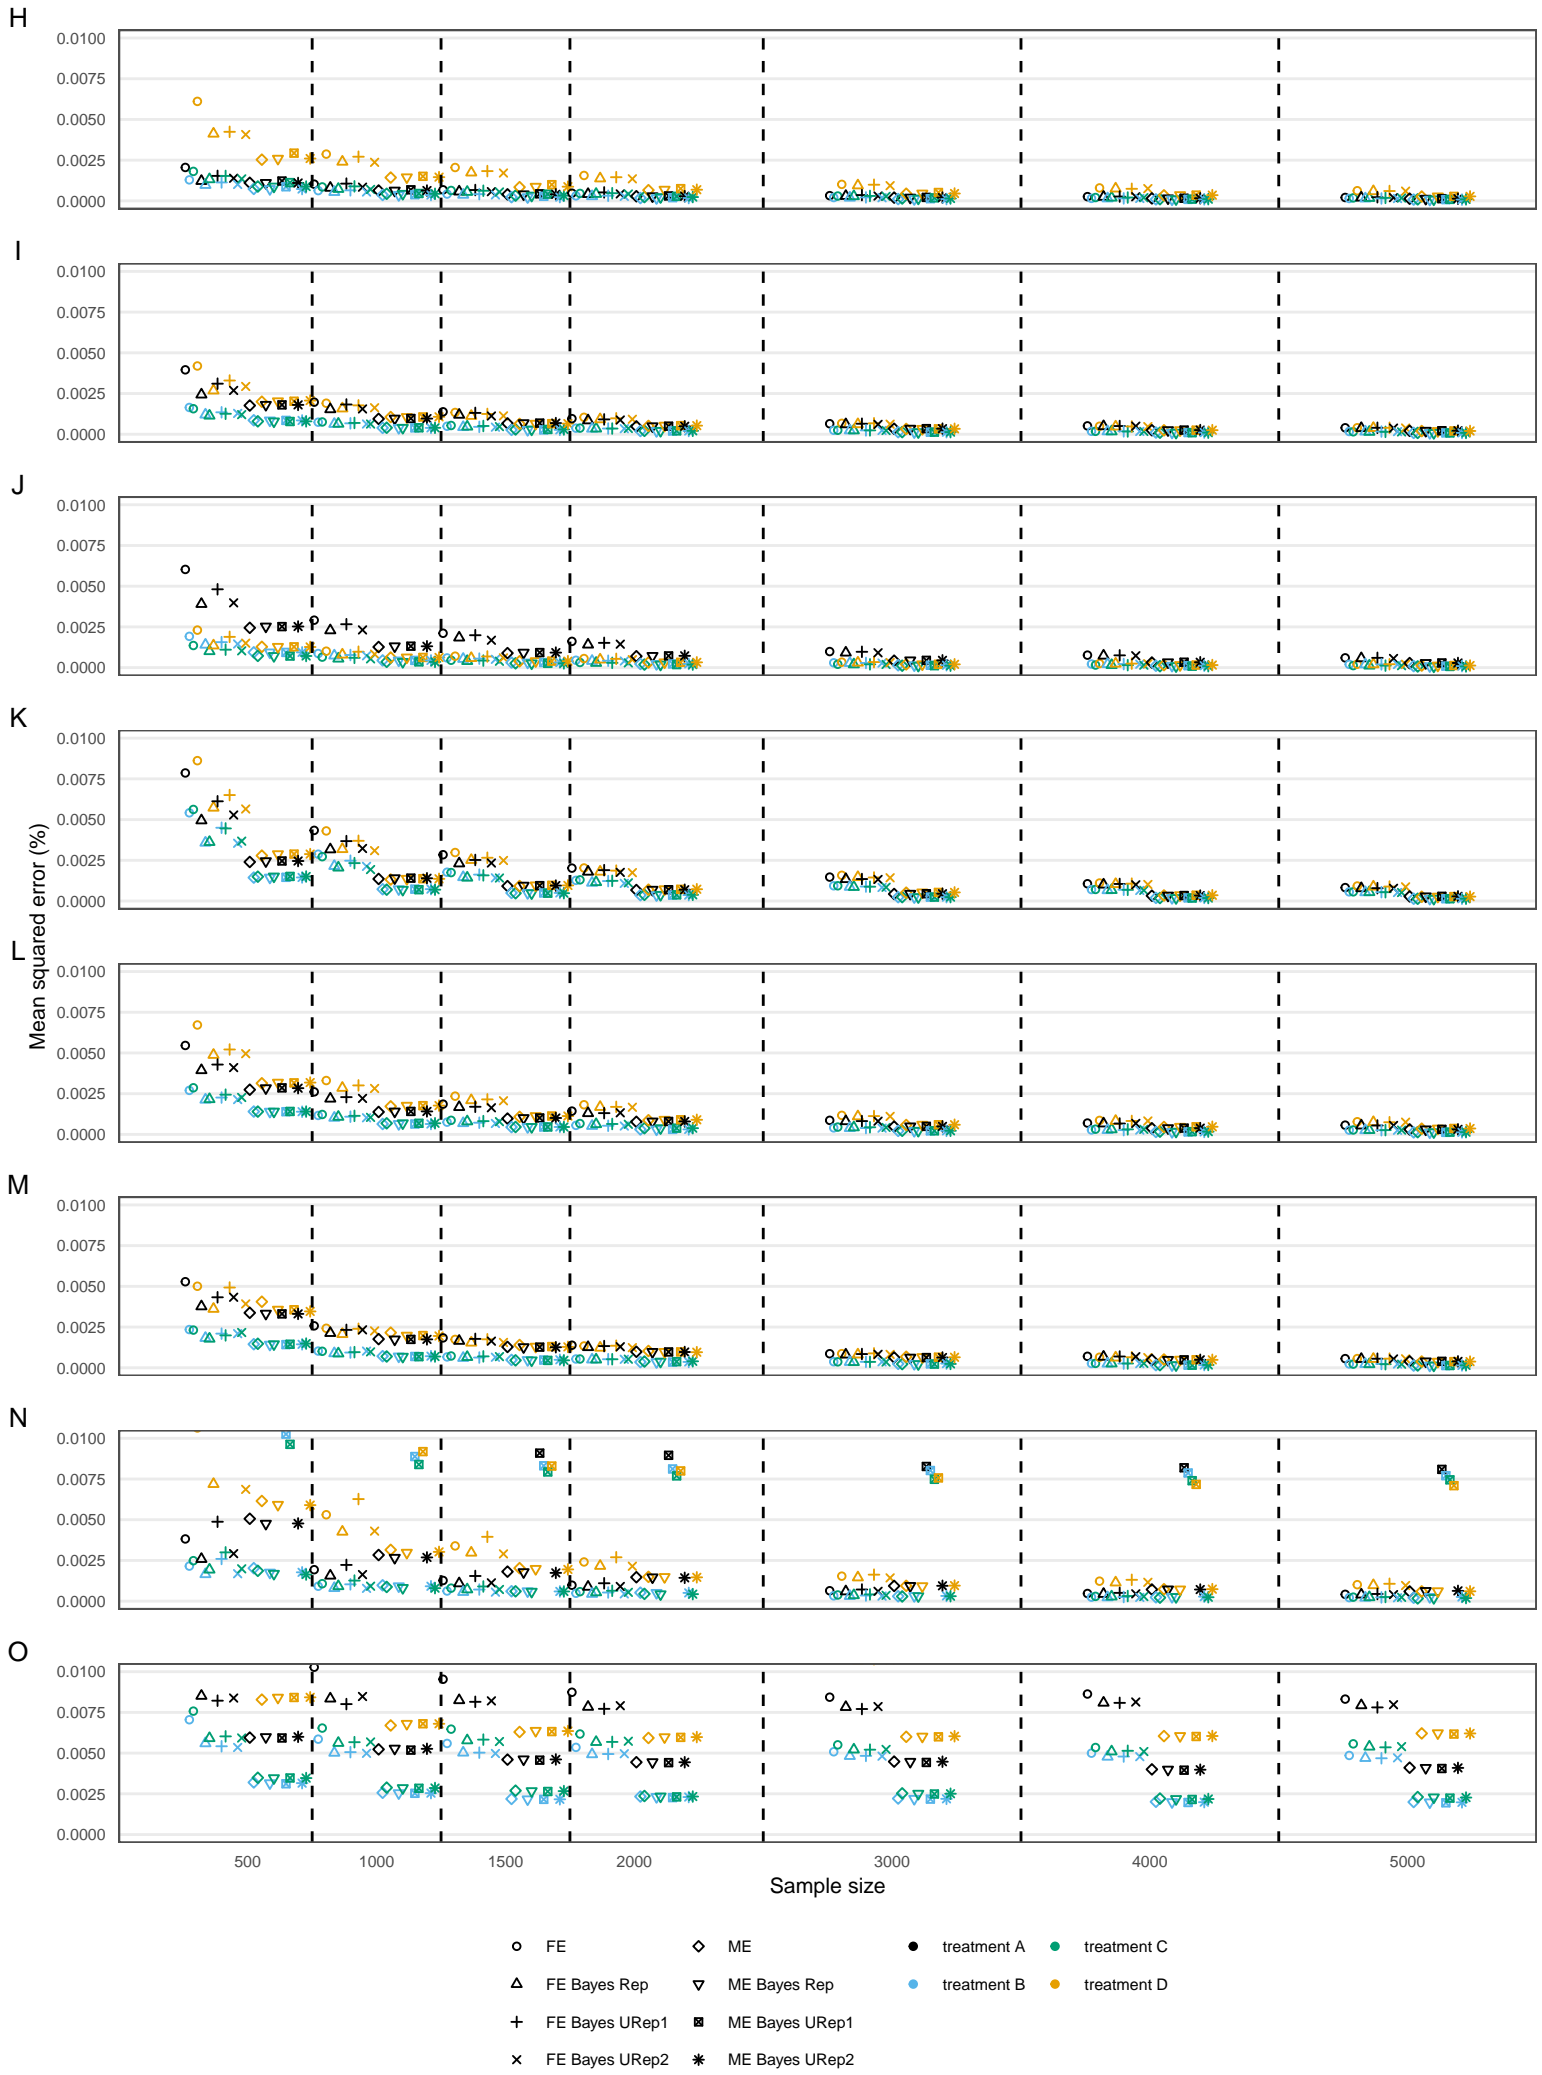 H
0.0100
0.0075
0.0050
0.0025
0.0000
I
0.0100
0.0075
0.0050
0.0025
0.0000
J
0.0100
0.0075
0.0050
0.0025
0.0000
K
0.0100
0.0075
0.0050
0.0025
0.0000
Mean squared error (%)
L
0.0100
0.0075
0.0050
0.0025
0.0000
M
0.0100
0.0075
0.0050
0.0025
0.0000
N
0.0100
0.0075
0.0050
0.0025
0.0000
O
0.0100
0.0075
0.0050
0.0025
0.0000
500 1000 1500 2000 3000 4000 5000
Sample size
FE ME treatment A treatment C
FE Bayes Rep ME Bayes Rep treatment B treatment D
FE Bayes URep1 ME Bayes URep1
FE Bayes URep2 ME Bayes URep2